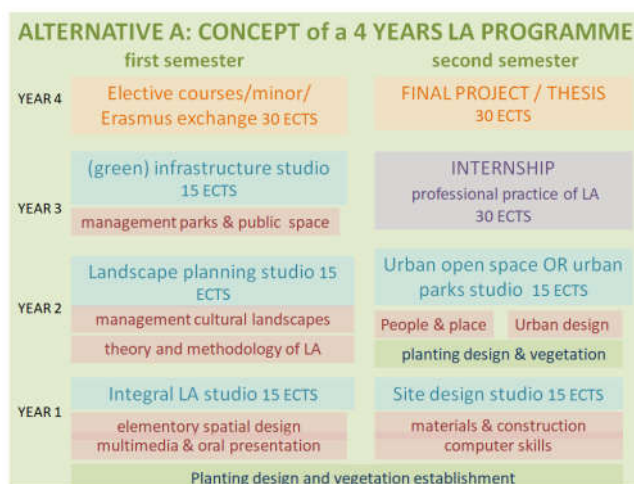 ALTERNATIVE A: CONCEPT of a 4 YEARS LA PROGRAMME
first semester
second semester
YEAR 4
Elective courses/minor/
Erasmus exchange 30 ECTS
FINAL PROJECT / THESIS
30 ECTS
YEAR 3
(green) infrastructure studio
15 ECTS
management parks & public space
INTERNSHIP
professional practice of LA
30 ECTS
YEAR 2
Landscape planning studio 15
ECTS
management cultural landscapes
theory and methodology of LA
Urban open space OR urban
parks studio 15 ECTS
People & place
Urban design
planting design & vegetation
YEAR 1
Integral LA studio 15 ECTS
elementory spatial design
multimedia & oral presentation
Site design studio 15 ECTS
materials & construction
computer skills
Planting design and vegetation establishment